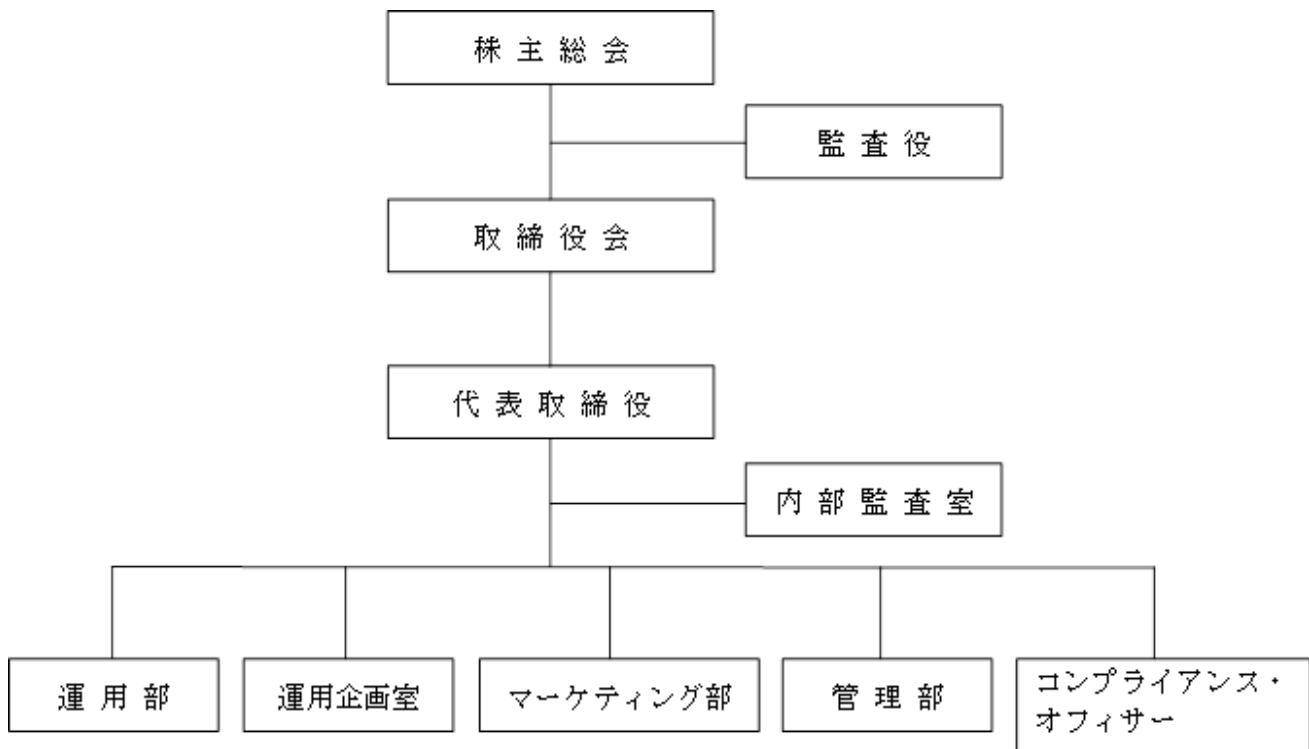 株主総会
監査役
取締役会
代表取締役
内部監査室
運用部
運用企画室
マーケティング部
管理部
コンプライアンス・
オフィサー